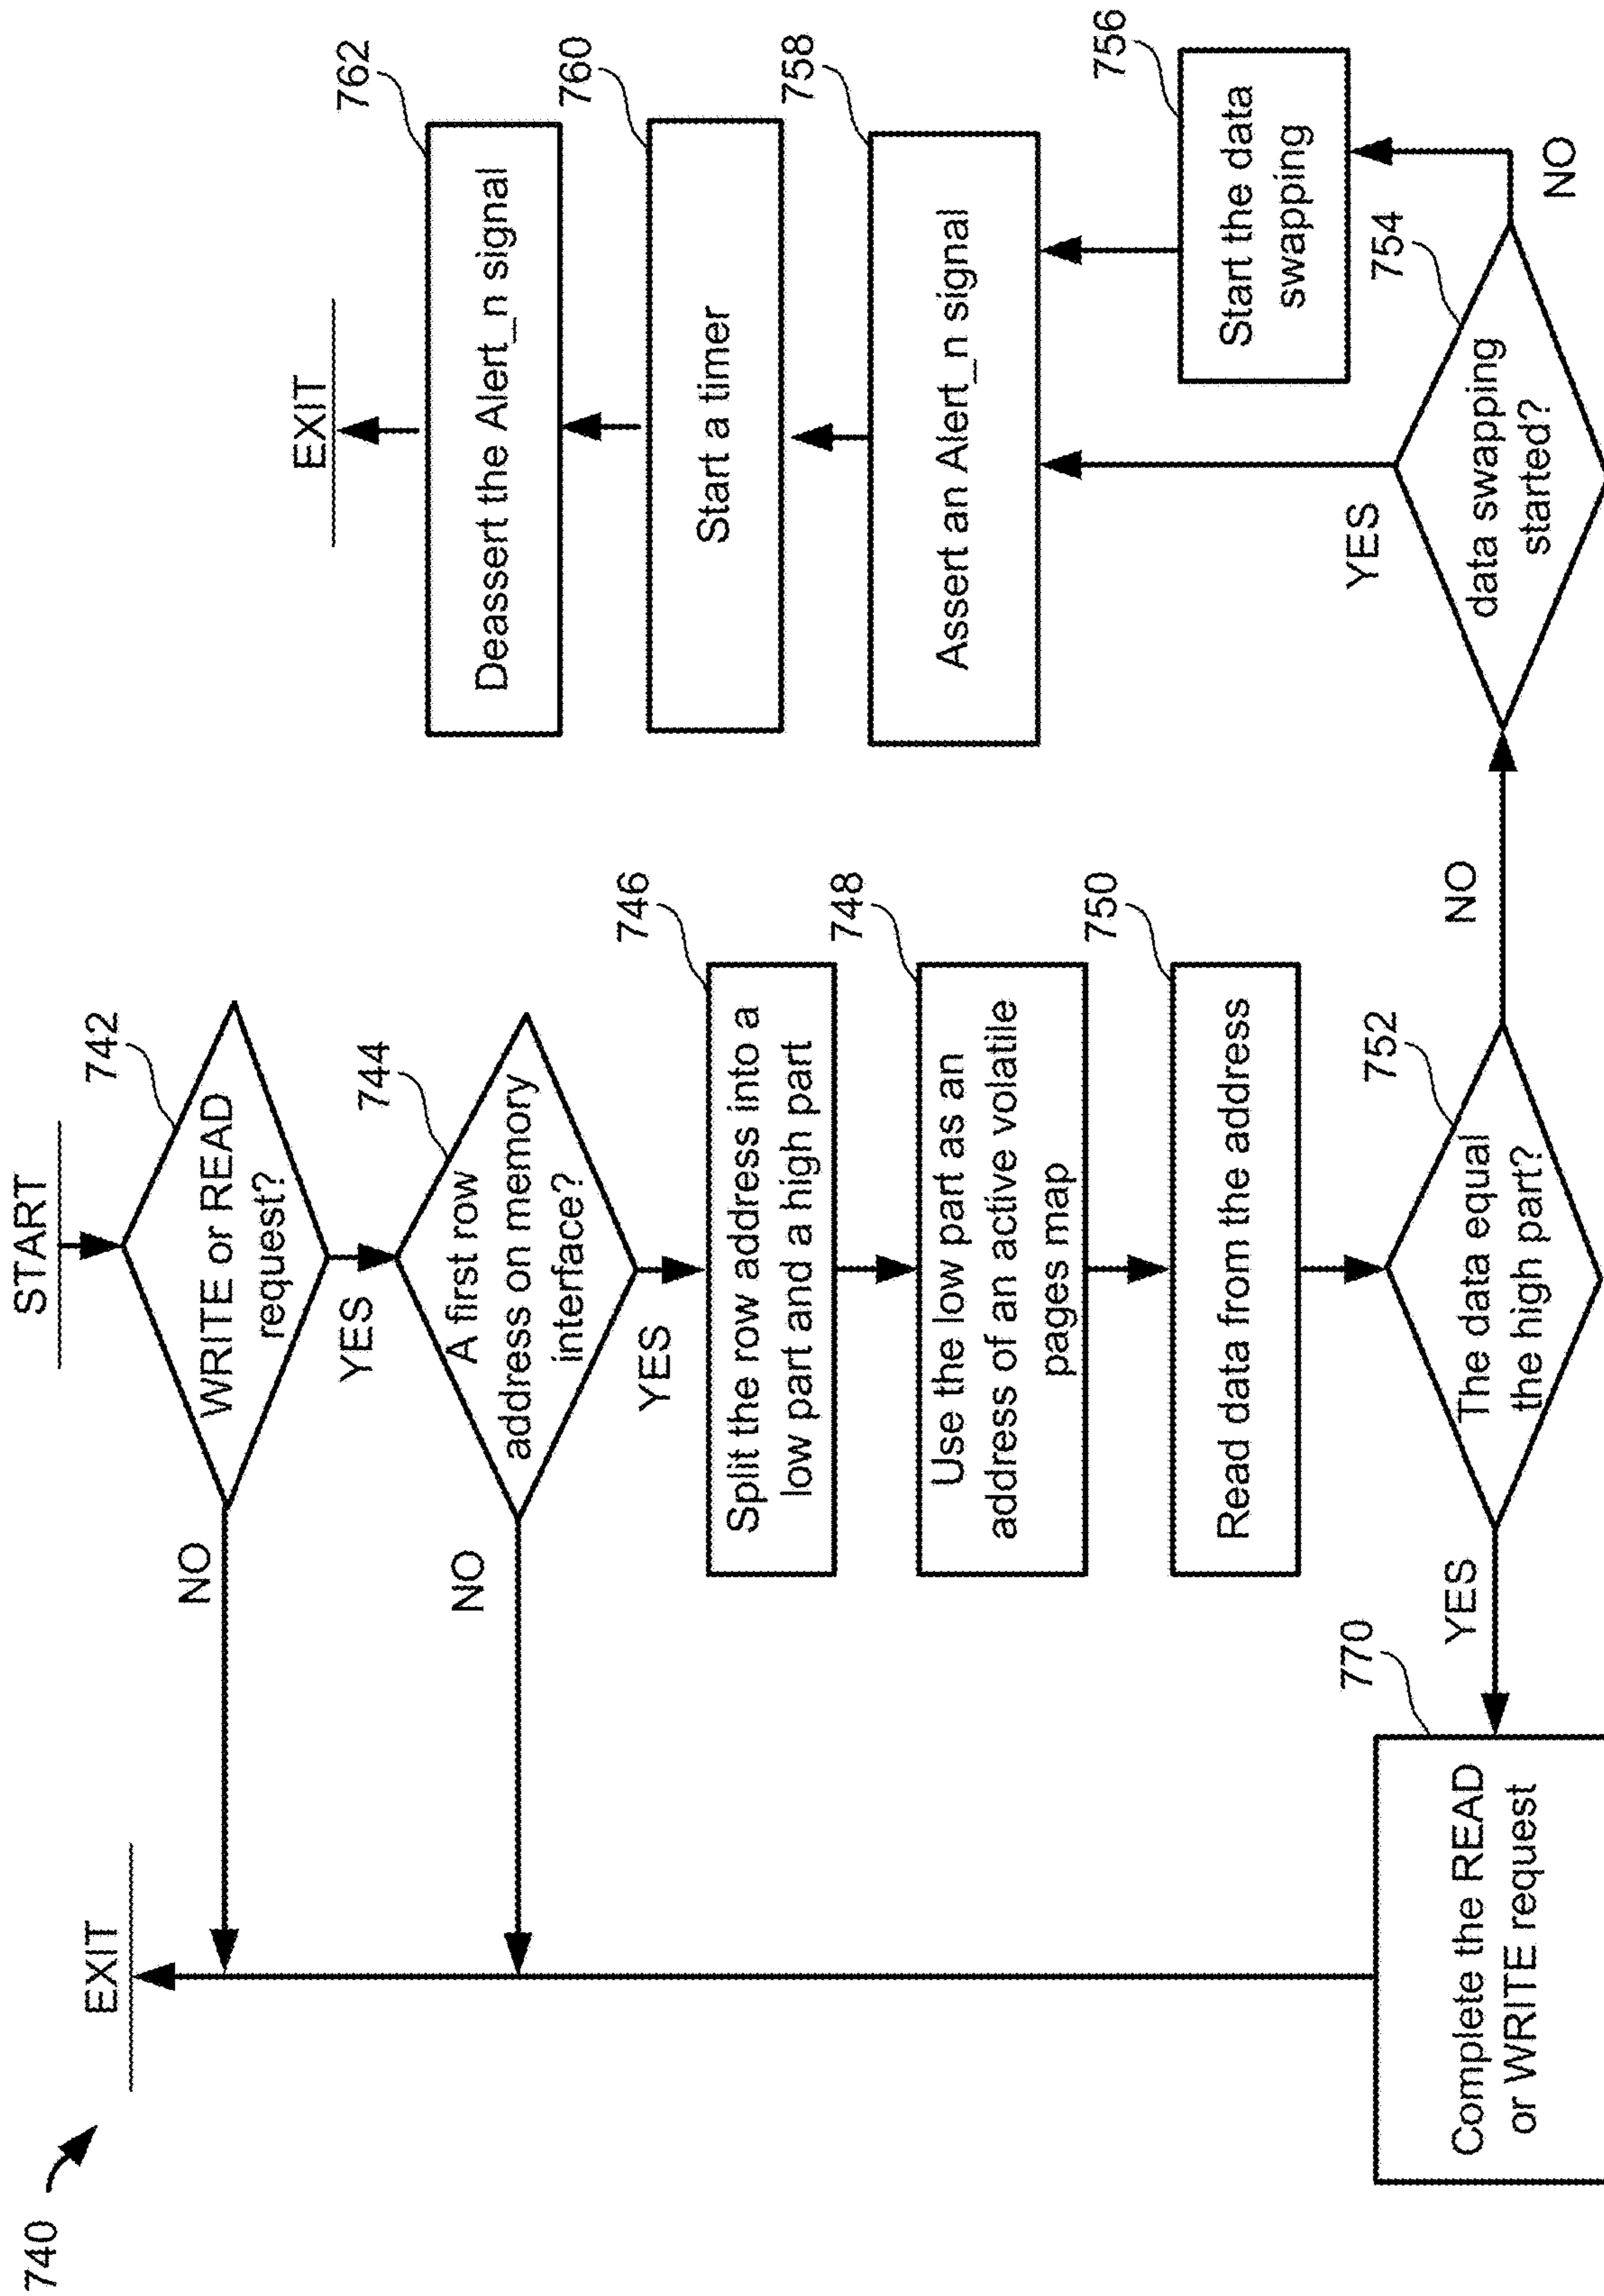 740
START
742
WRITE or READ
request?
NO
YES
EXIT
744
A first row
address on memory
interface?
NO
YES
746
Split the row address into a
low part and a high part
748
Use the low part as an
address of an active volatile
pages map
750
Read data from the address
752
The data equal
the high part?
YES
NO
770
Complete the READ
or WRITE request
754
data swapping
started?
YES
NO
756
Start the data
swapping
758
Assert an Alert_n signal
760
Start a timer
762
Deassert the Alert_n signal
EXIT